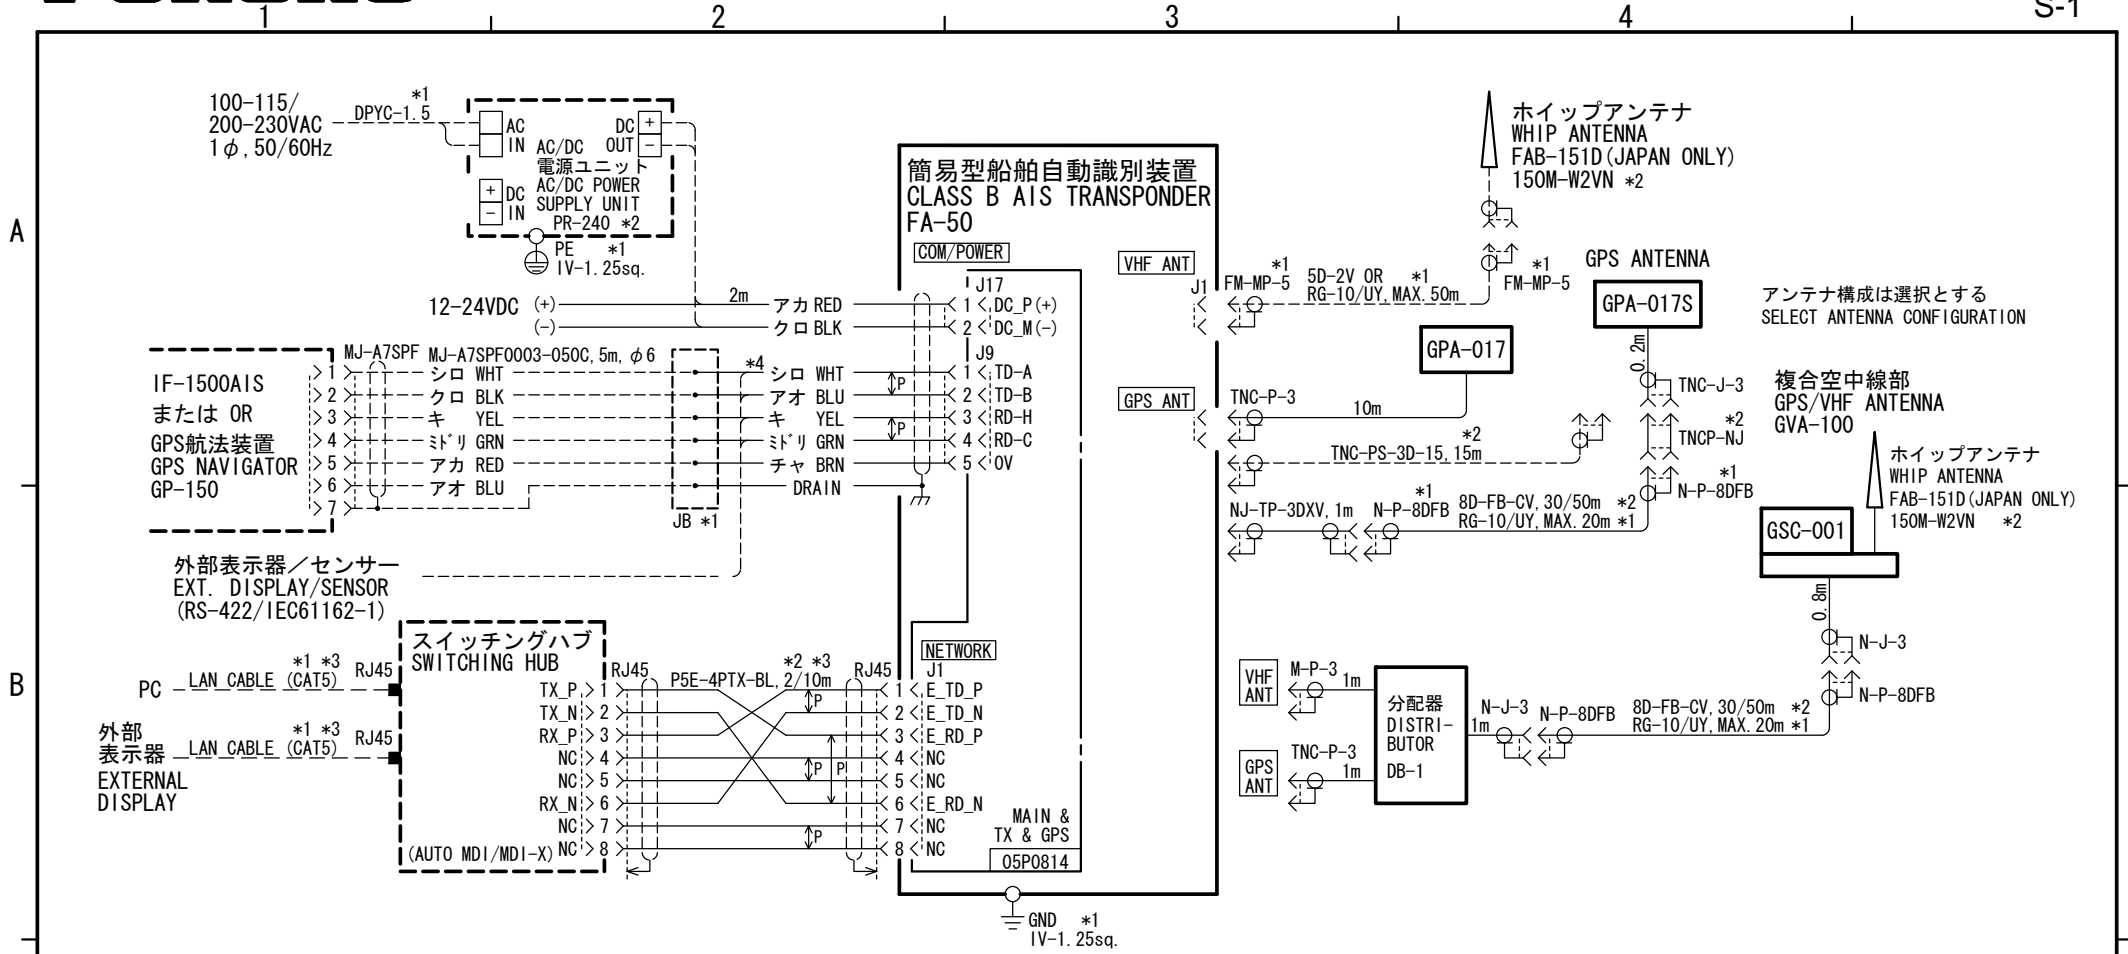 S-1
1
2
3
4
A
B
100-115/
200-230VAC
1φ, 50/60Hz
*1
DPYC-1.5
AC
IN
DC
OUT
+
-
AC/DC
電源ユニット
AC/DC POWER
SUPPLY UNIT
PR-240 *2
+
-
DC
IN
PE *1
IV-1.25sq.
12-24VDC (+)
(-)
2m
アカ RED
クロ BLK
簡易型船舶自動識別装置
CLASS B AIS TRANSPONDER
FA-50
COM/POWER
J17
1 DC_P(+)
2 DC_M(-)
J9
1 TD-A
2 TD-B
3 RD-H
4 RD-C
5 0V
IF-1500AIS
または OR
GPS航法装置
GPS NAVIGATOR
GP-150
1
2
3
4
5
6
7
MJ-A7SPF
MJ-A7SPF0003-050C, 5m, φ6
シロ WHT
クロ BLK
キ YEL
ミドリ GRN
アカ RED
アオ BLU
JB *1
*4
シロ WHT
アオ BLU
キ YEL
ミドリ GRN
チャ BRN
DRAIN
P
P
外部表示器/センサー
EXT. DISPLAY/SENSOR
(RS-422/IEC61162-1)
スイッチングハブ
SWITCHING HUB
PC
*1 *3
LAN CABLE (CAT5)
RJ45
外部
表示器
EXTERNAL
DISPLAY
*1 *3
LAN CABLE (CAT5)
RJ45
TX_P 1
TX_N 2
RX_P 3
NC 4
NC 5
RX_N 6
NC 7
NC 8
(AUTO MDI/MDI-X)
RJ45
*2 *3
P5E-4PTX-BL, 2/10m
RJ45
P
P
P
P
NETWORK
J1
1 E_TD_P
2 E_TD_N
3 E_RD_P
4 NC
5 NC
6 E_RD_N
7 NC
8 NC
MAIN &
TX & GPS
05P0814
GND *1
IV-1.25sq.
VHF ANT
J1
*1
FM-MP-5
5D-2V OR *1
RG-10/UY, MAX. 50m
*1
FM-MP-5
ホイップアンテナ
WHIP ANTENNA
FAB-151D(JAPAN ONLY)
150M-W2VN *2
GPS ANTENNA
GPA-017S
GPA-017
0.2m
TNC-J-3
*2
TNCP-NJ
*1
N-P-8DFB
アンテナ構成は選択とする
SELECT ANTENNA CONFIGURATION
GPS ANT
TNC-P-3
10m
*2
TNC-PS-3D-15, 15m
NJ-TP-3DXV, 1m
*1
N-P-8DFB
8D-FB-CV, 30/50m *2
RG-10/UY, MAX. 20m *1
複合空中線部
GPS/VHF ANTENNA
GVA-100
ホイップアンテナ
WHIP ANTENNA
FAB-151D(JAPAN ONLY)
150M-W2VN *2
GSC-001
0.8m
N-J-3
N-P-8DFB
VHF
ANT
M-P-3
1m
GPS
ANT
TNC-P-3
1m
分配器
DISTRI-
BUTOR
DB-1
N-J-3
1m
N-P-8DFB
8D-FB-CV, 30/50m *2
RG-10/UY, MAX. 20m *1